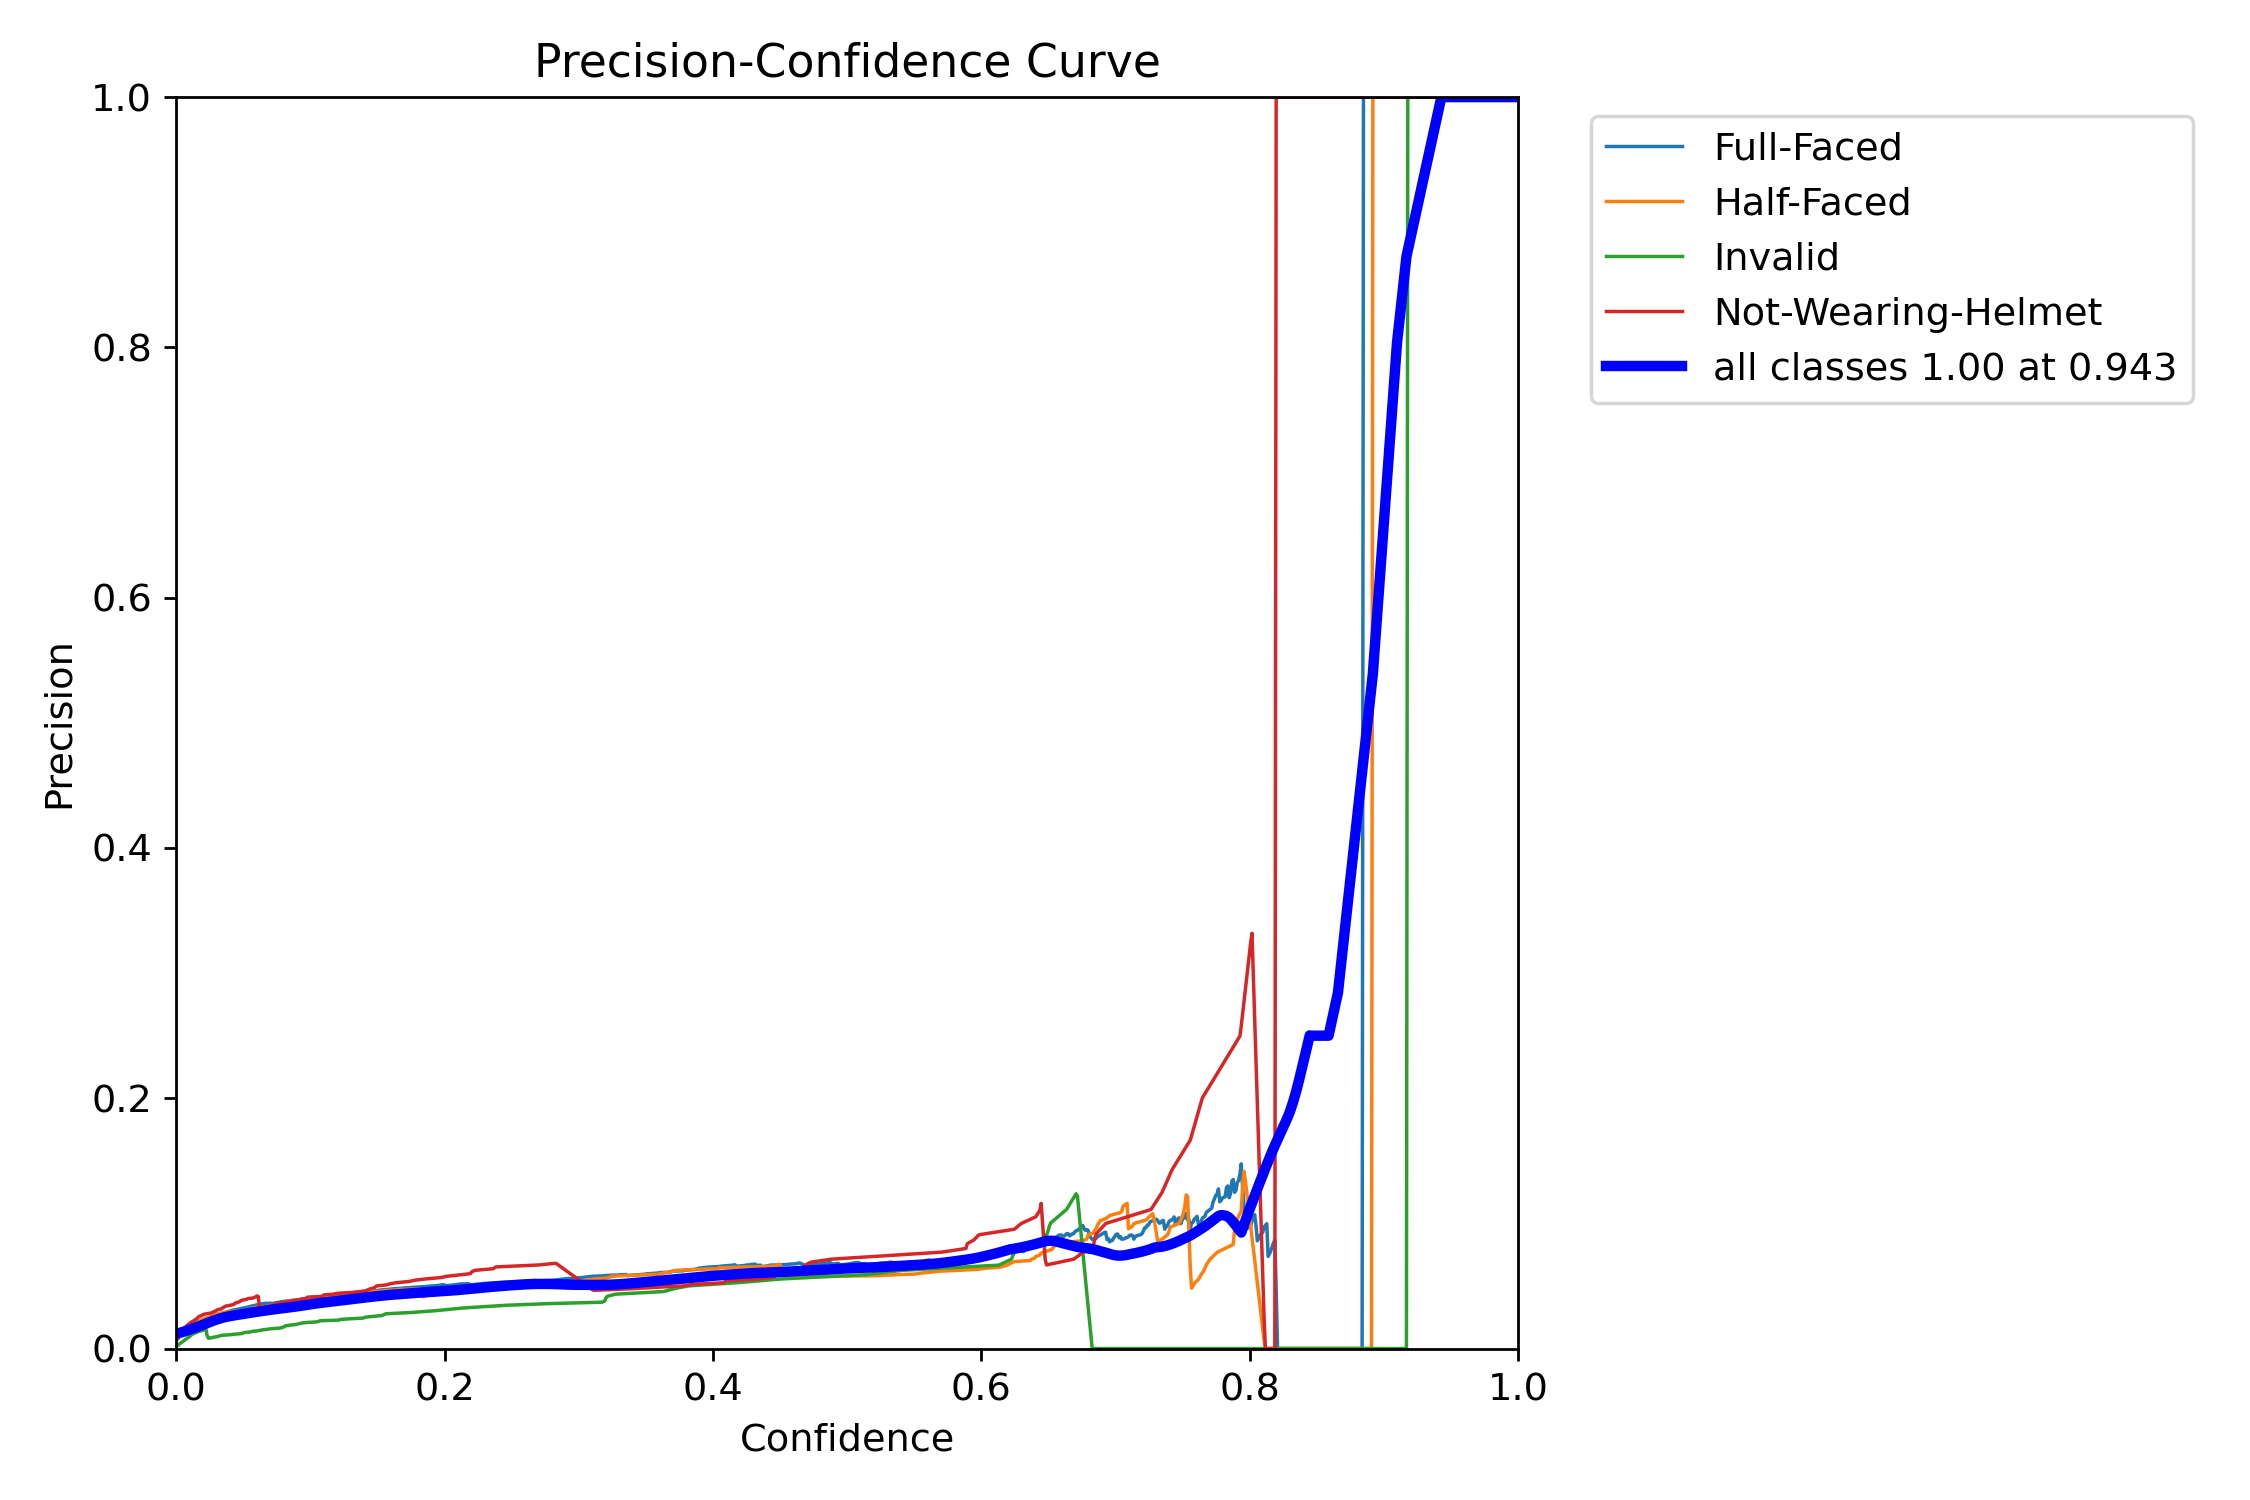 Precision-Confidence Curve
1.0
0.8
0.6
0.4
0.2
0.0
Precision
0.0 0.2 0.4 0.6 0.8 1.0
Confidence
Full-Faced
Half-Faced
Invalid
Not-Wearing-Helmet
all classes 1.00 at 0.943